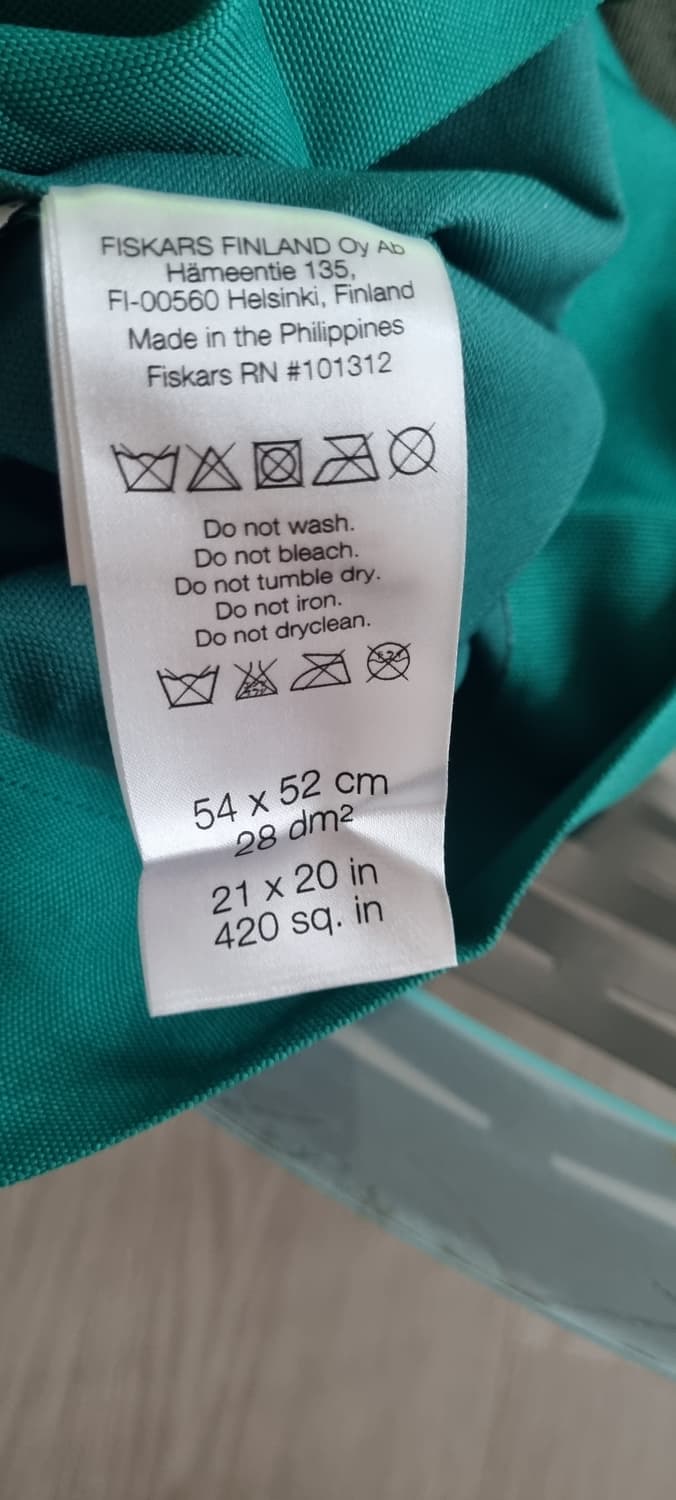 FISKARS FINLAND Oy Ab
Hämeentie 135,
FI-00560 Helsinki, Finland
Made in the Philippines
Fiskars RN #101312
Do not wash.
Do not bleach.
Do not tumble dry.
Do not iron.
Do not dryclean.
54 x 52 cm
28 dm²
21 x 20 in
420 sq. in